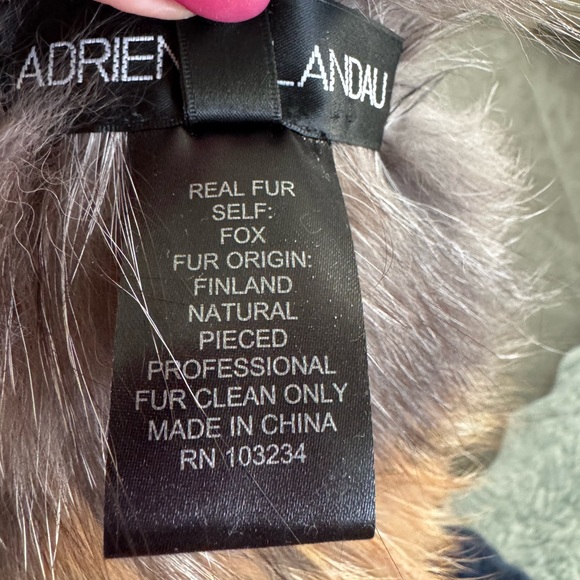 ADRIEN LANDAU
REAL FUR
SELF:
FOX
FUR ORIGIN:
FINLAND
NATURAL
PIECED
PROFESSIONAL
FUR CLEAN ONLY
MADE IN CHINA
RN 103234